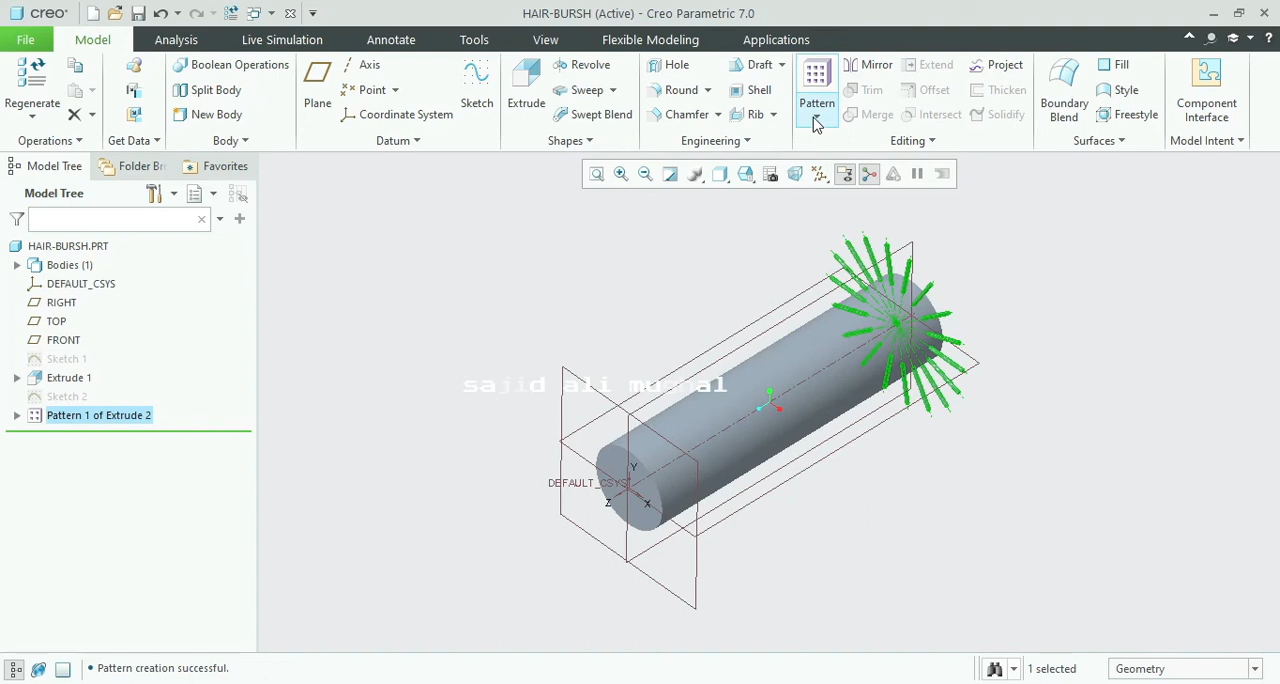 creo HAIR-BURSH (Active) - Creo Parametric 7.0
File Model Analysis Live Simulation Annotate Tools View Flexible Modeling Applications
Regenerate
Operations
Get Data
Boolean Operations
Split Body
New Body
Body
Plane
Axis
Point
Coordinate System
Sketch
Datum
Extrude
Revolve
Sweep
Swept Blend
Shapes
Hole
Round
Chamfer
Draft
Shell
Rib
Engineering
Pattern
Mirror
Trim
Merge
Extend
Offset
Intersect
Project
Thicken
Solidify
Editing
Boundary
Blend
Fill
Style
Freestyle
Surfaces
Component
Interface
Model Intent
Model Tree Folder Br Favorites
Model Tree
HAIR-BURSH.PRT
Bodies (1)
DEFAULT_CSYS
RIGHT
TOP
FRONT
Sketch 1
Extrude 1
Sketch 2
Pattern 1 of Extrude 2
DEFAULT_CSYS
Y
Z
X
Pattern creation successful.
1 selected
Geometry